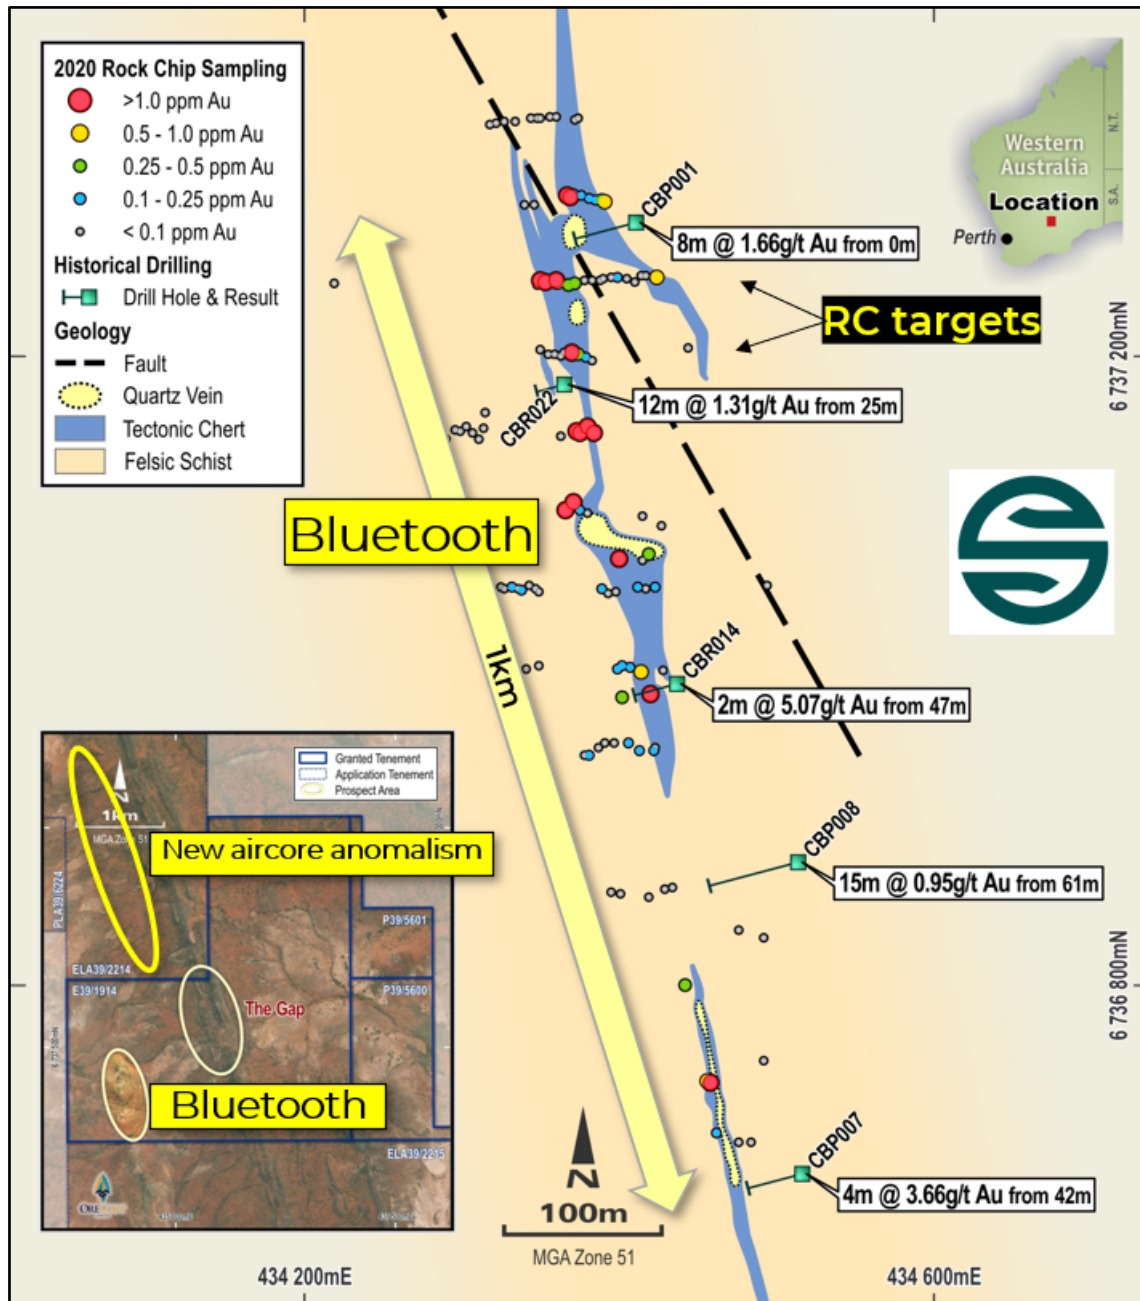 2020 Rock Chip Sampling
>1.0 ppm Au
0.5 - 1.0 ppm Au
0.25 - 0.5 ppm Au
0.1 - 0.25 ppm Au
< 0.1 ppm Au
Historical Drilling
Drill Hole & Result
Geology
Fault
Quartz Vein
Tectonic Chert
Felsic Schist
Western
Australia
Location
Perth
N.T.
S.A.
CBP001
8m @ 1.66g/t Au from 0m
RC targets
6 737 200mN
CBR022
12m @ 1.31g/t Au from 25m
Bluetooth
1km
CBR014
2m @ 5.07g/t Au from 47m
CBP008
15m @ 0.95g/t Au from 61m
6 736 800mN
CBP007
4m @ 3.66g/t Au from 42m
N
100m
MGA Zone 51
434 200mE
434 600mE
Granted Tenement
Application Tenement
Prospect Area
N
1km
MGA Zone 51
New aircore anomalism
PLA39/6224
P39/5601
ELA39/2214
E39/1914
P39/5600
The Gap
Bluetooth
ELA39/2215